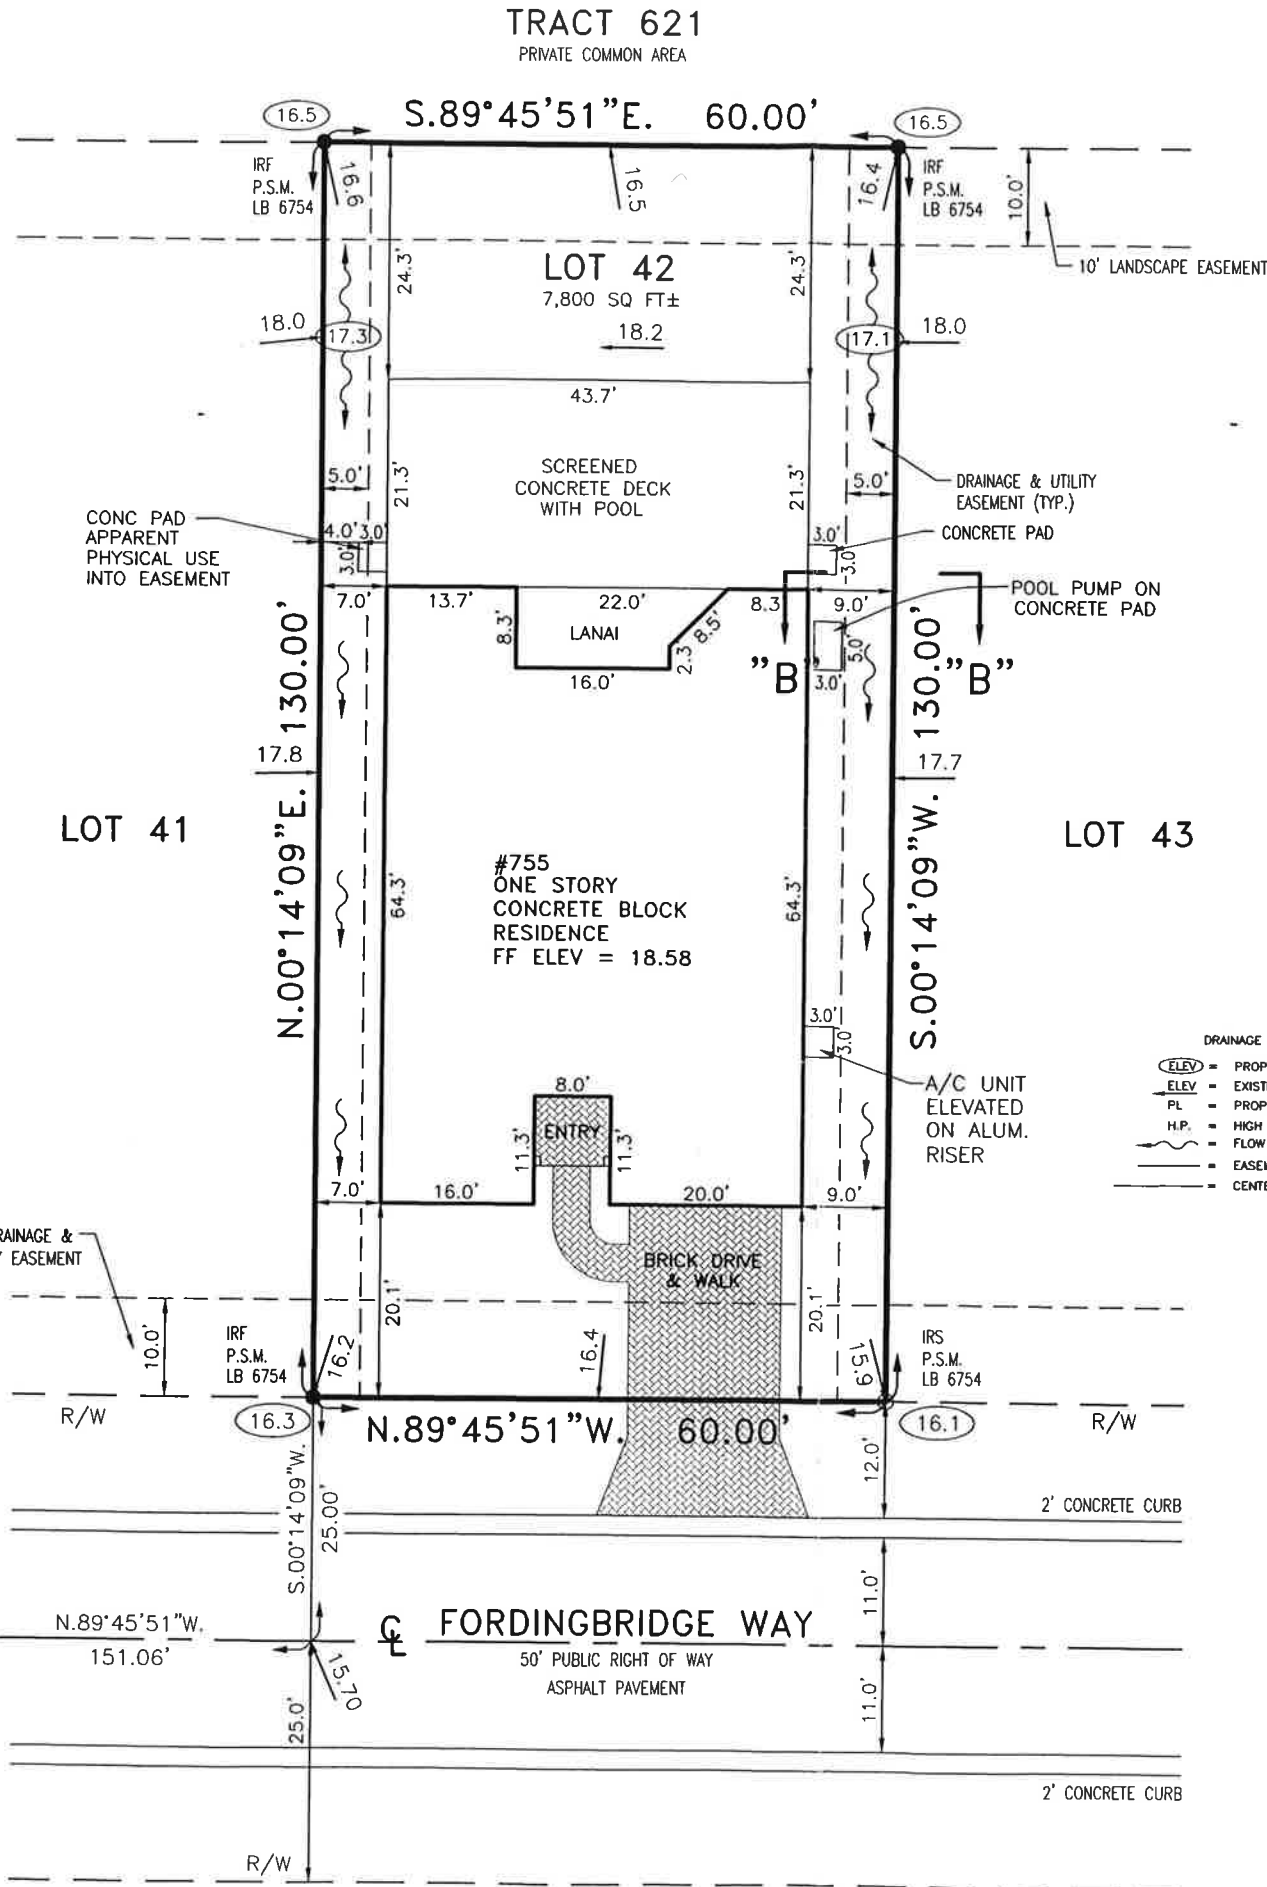 TRACT 621
PRIVATE COMMON AREA
S.89°45'51"E. 60.00'
16.5
16.5
IRF
P.S.M.
LB 6754
16.6
16.5
16.4
IRF
P.S.M.
LB 6754
10.0'
10' LANDSCAPE EASEMENT
24.3'
LOT 42
7,800 SQ FT±
24.3'
18.0
17.3
18.2
17.1
18.0
43.7'
5.0'
21.3'
SCREENED
CONCRETE DECK
WITH POOL
21.3'
5.0'
DRAINAGE & UTILITY
EASEMENT (TYP.)
CONC PAD
APPARENT
PHYSICAL USE
INTO EASEMENT
4.0'
3.0'
3.0'
3.0'
3.0'
CONCRETE PAD
7.0'
13.7'
22.0'
8.3
9.0'
POOL PUMP ON
CONCRETE PAD
8.3'
LANAI
8.5'
2.3
16.0'
5.0'
3.0'
"B"
"B"
N.00°14'09"E. 130.00'
S.00°14'09"W. 130.00'
17.8
17.7
LOT 41
LOT 43
64.3'
64.3'
#755
ONE STORY
CONCRETE BLOCK
RESIDENCE
FF ELEV = 18.58
3.0'
3.0'
A/C UNIT
ELEVATED
ON ALUM.
RISER
DRAINAGE
ELEV = PROP
ELEV = EXIST
PL = PROP
H.P. = HIGH
= FLOW
= EASE
= CENTE
8.0'
11.3'
ENTRY
11.3'
7.0'
16.0'
20.0'
9.0'
RAINAGE &
Y EASEMENT
BRICK DRIVE
& WALK
20.1'
20.1'
10.0'
IRF
P.S.M.
LB 6754
16.2
16.4
15.9
IRS
P.S.M.
LB 6754
R/W
16.3
N.89°45'51"W. 60.00'
16.1
R/W
S.00°14'09"W.
25.00'
12.0'
2' CONCRETE CURB
11.0'
N.89°45'51"W.
151.06'
℄ FORDINGBRIDGE WAY
50' PUBLIC RIGHT OF WAY
ASPHALT PAVEMENT
15.70
25.0'
11.0'
2' CONCRETE CURB
R/W